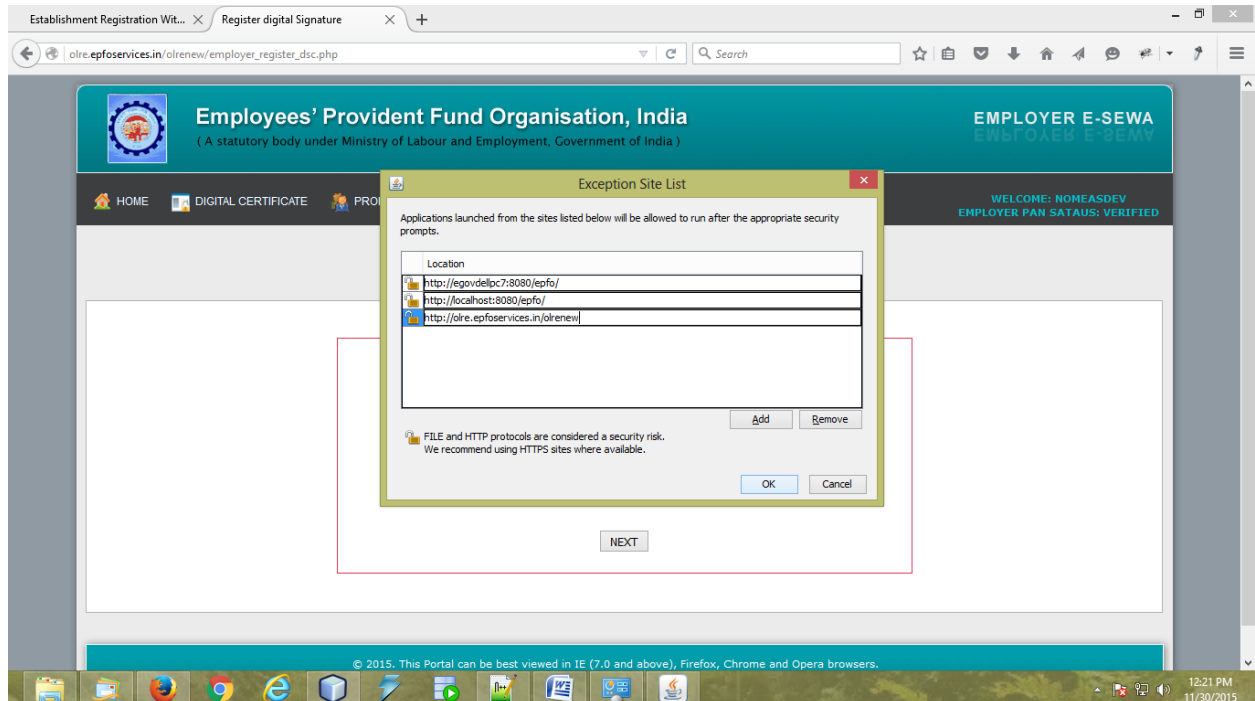 Establishment Registration Wit...
Register digital Signature
olre.epfoservices.in/olrenew/employer_register_dsc.php
Search
Employees' Provident Fund Organisation, India
( A statutory body under Ministry of Labour and Employment, Government of India )
EMPLOYER E-SEWA
HOME
DIGITAL CERTIFICATE
WELCOME: NOMEASDEV
EMPLOYER PAN SATAUS: VERIFIED
Exception Site List
Applications launched from the sites listed below will be allowed to run after the appropriate security
prompts.
Location
http://egovdellpc7:8080/epfo/
http://localhost:8080/epfo/
http://olre.epfoservices.in/olrenew
Add
Remove
FILE and HTTP protocols are considered a security risk.
We recommend using HTTPS sites where available.
OK
Cancel
NEXT
© 2015. This Portal can be best viewed in IE (7.0 and above), Firefox, Chrome and Opera browsers.
12:21 PM
11/30/2015